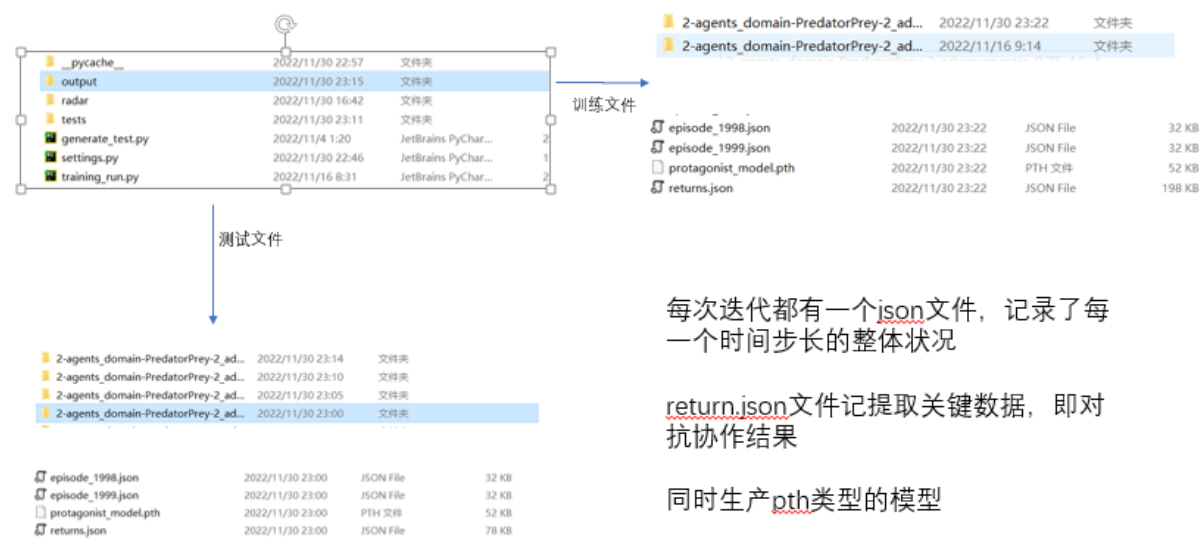 __pycache__ 2022/11/30 22:57 文件夹
output 2022/11/30 23:15 文件夹
radar 2022/11/30 16:42 文件夹
tests 2022/11/30 23:11 文件夹
generate_test.py 2022/11/4 1:20 JetBrains PyChar... 2
settings.py 2022/11/30 22:46 JetBrains PyChar... 1
training_run.py 2022/11/16 8:31 JetBrains PyChar... 2
训练文件
2-agents_domain-PredatorPrey-2_ad... 2022/11/30 23:22 文件夹
2-agents_domain-PredatorPrey-2_ad... 2022/11/16 9:14 文件夹
episode_1998.json 2022/11/30 23:22 JSON File 32 KB
episode_1999.json 2022/11/30 23:22 JSON File 32 KB
protagonist_model.pth 2022/11/30 23:22 PTH 文件 52 KB
returns.json 2022/11/30 23:22 JSON File 198 KB
测试文件
2-agents_domain-PredatorPrey-2_ad... 2022/11/30 23:14 文件夹
2-agents_domain-PredatorPrey-2_ad... 2022/11/30 23:10 文件夹
2-agents_domain-PredatorPrey-2_ad... 2022/11/30 23:05 文件夹
2-agents_domain-PredatorPrey-2_ad... 2022/11/30 23:00 文件夹
episode_1998.json 2022/11/30 23:00 JSON File 32 KB
episode_1999.json 2022/11/30 23:00 JSON File 32 KB
protagonist_model.pth 2022/11/30 23:00 PTH 文件 52 KB
returns.json 2022/11/30 23:00 JSON File 78 KB
每次迭代都有一个json文件，记录了每
一个时间步长的整体状况
return.json文件记提取关键数据，即对
抗协作结果
同时生产pth类型的模型